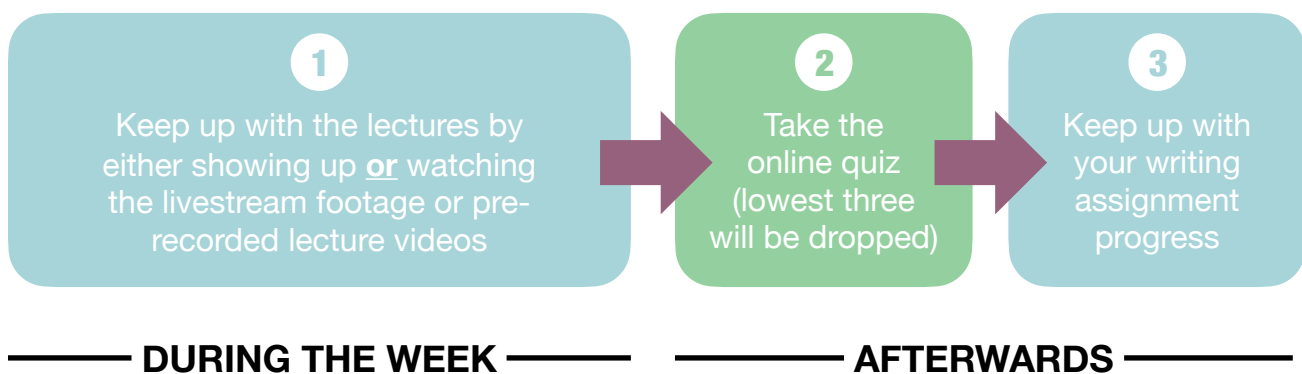 1
Keep up with the lectures by
either showing up or watching
the livestream footage or pre-
recorded lecture videos
2
Take the
online quiz
(lowest three
will be dropped)
3
Keep up with
your writing
assignment
progress
DURING THE WEEK
AFTERWARDS